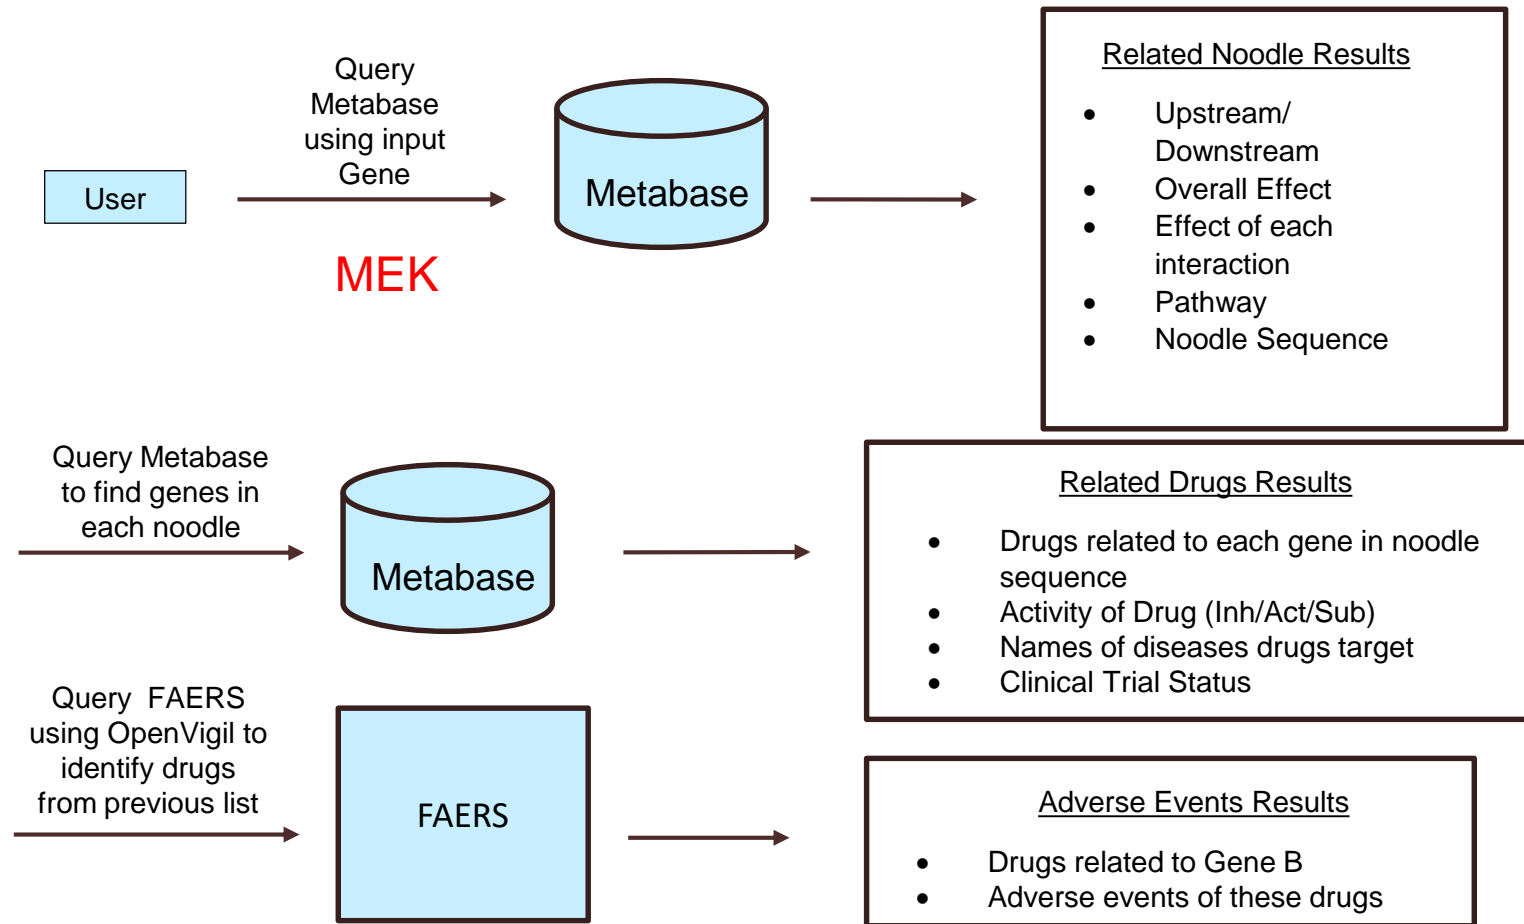 Query
Metabase
using input
Gene
User
MEK
Metabase
Related Noodle Results
• Upstream/
Downstream
• Overall Effect
• Effect of each
interaction
• Pathway
• Noodle Sequence
Query Metabase
to find genes in
each noodle
Metabase
Related Drugs Results
• Drugs related to each gene in noodle
sequence
• Activity of Drug (Inh/Act/Sub)
• Names of diseases drugs target
• Clinical Trial Status
Query FAERS
using OpenVigil to
identify drugs
from previous list
FAERS
Adverse Events Results
• Drugs related to Gene B
• Adverse events of these drugs